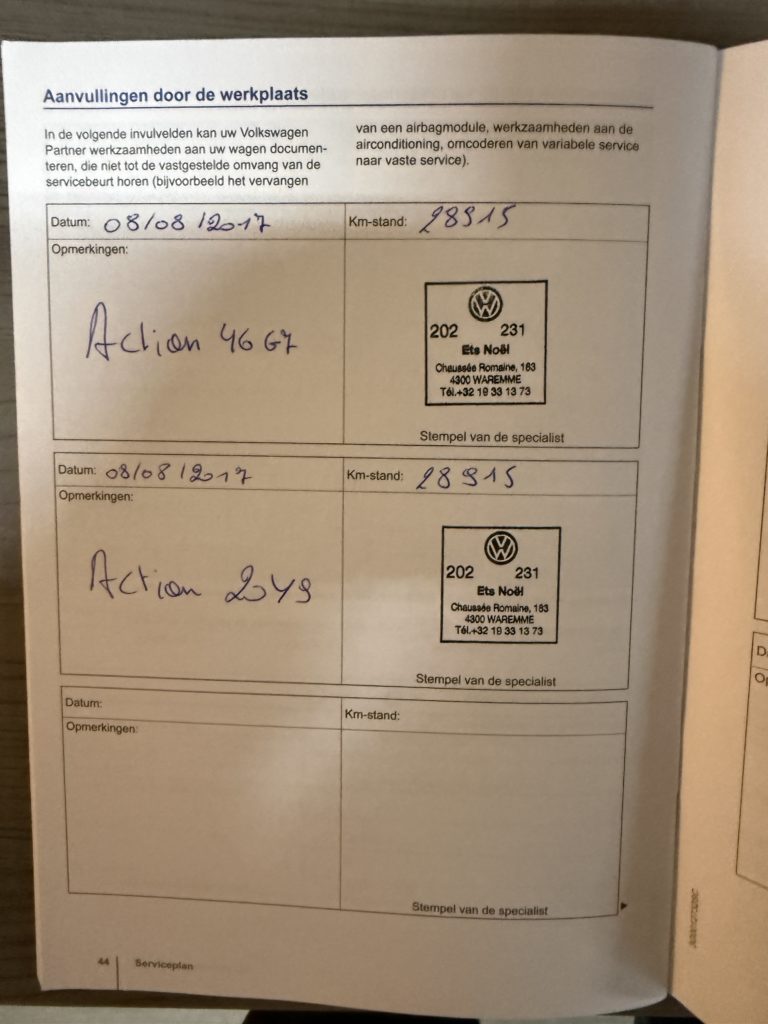 Aanvullingen door de werkplaats
In de volgende invulvelden kan uw Volkswagen
Partner werkzaamheden aan uw wagen documen-
teren, die niet tot de vastgestelde omvang van de
servicebeurt horen (bijvoorbeeld het vervangen
van een airbagmodule, werkzaamheden aan de
airconditioning, omcoderen van variabele service
naar vaste service).
Datum: 08/08/2017
Km-stand: 28915
Opmerkingen:
Action 46G7
202 231
Ets Noël
Chaussée Romaine, 183
4300 WAREMME
Tél.+32 19 33 13 73
Stempel van de specialist
Datum: 08/08/2017
Km-stand: 28915
Opmerkingen:
Action 2049
202 231
Ets Noël
Chaussée Romaine, 183
4300 WAREMME
Tél.+32 19 33 13 73
Stempel van de specialist
Datum:
Km-stand:
Opmerkingen:
Stempel van de specialist
44 Serviceplan